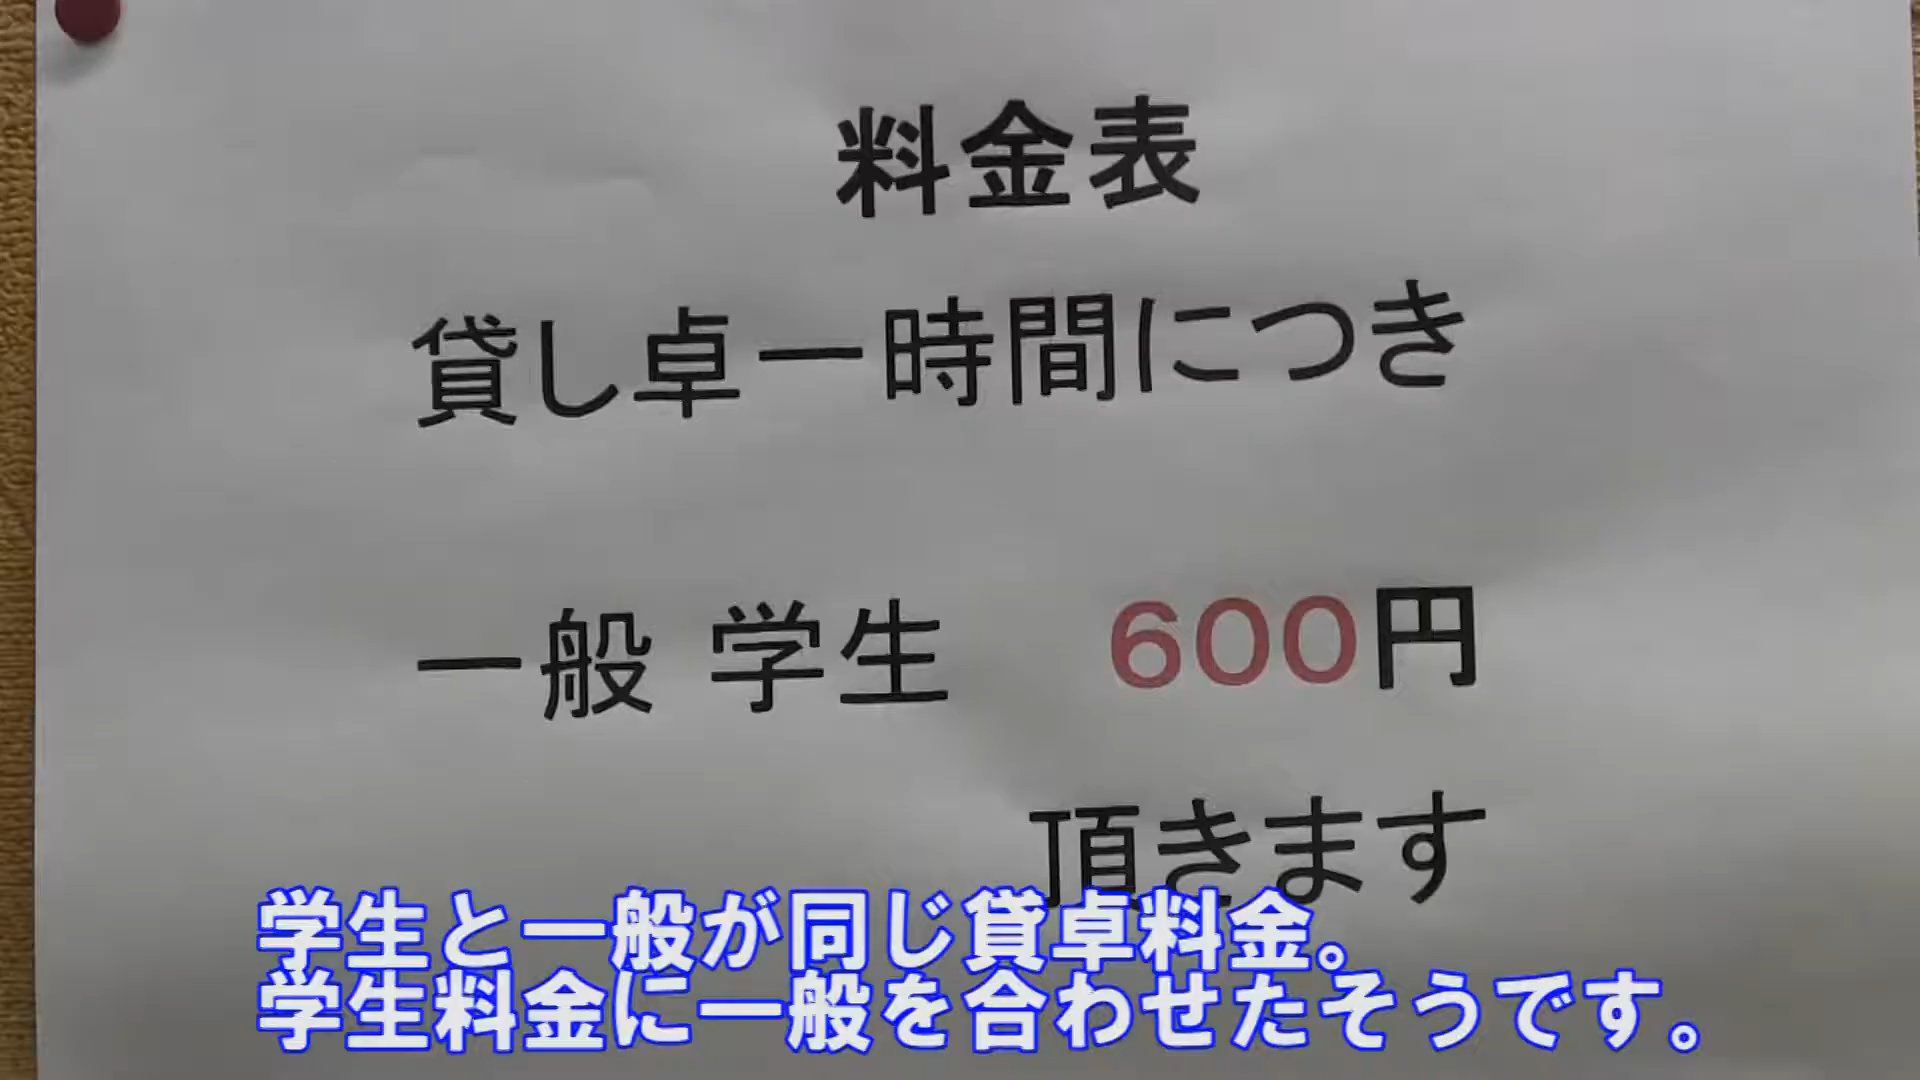 料金表
貸し卓一時間につき
一般 学生 600円
頂きます
学生と一般が同じ貸卓料金。
学生料金に一般を合わせたそうです。